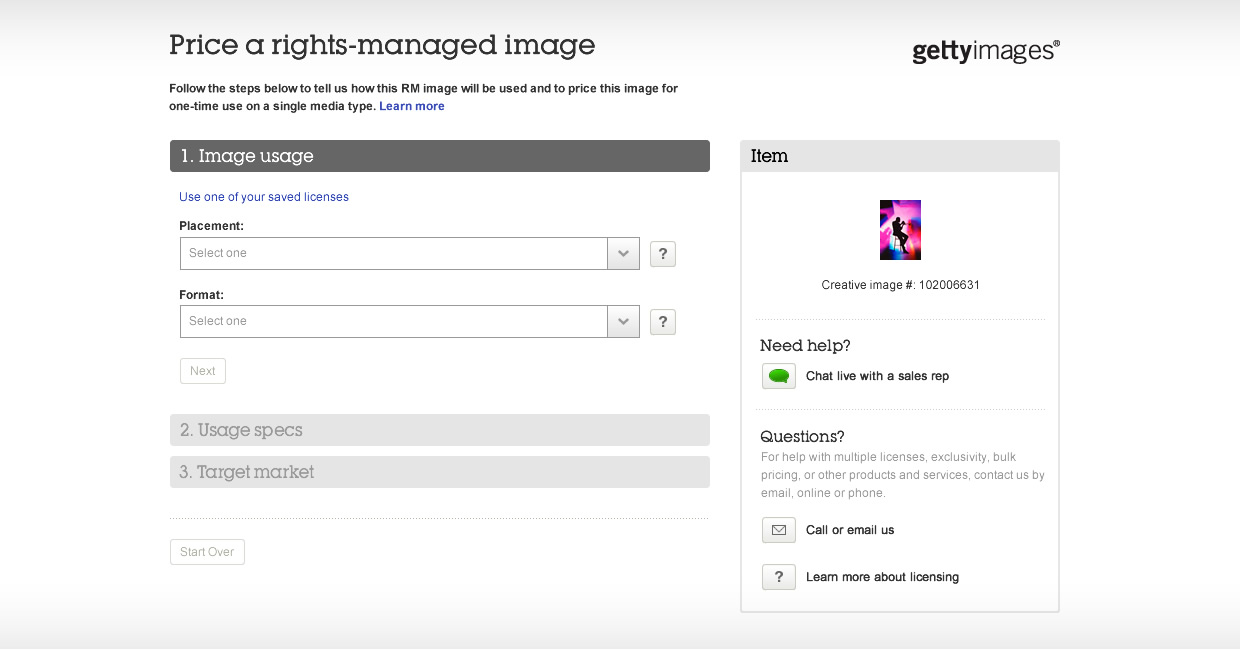 Price a rights-managed image
gettyimages®
Follow the steps below to tell us how this RM image will be used and to price this image for
one-time use on a single media type. Learn more
1. Image usage
Use one of your saved licenses
Placement:
Select one
?
Format:
Select one
?
Next
2. Usage specs
3. Target market
Start Over
Item
Creative image #: 102006631
Need help?
Chat live with a sales rep
Questions?
For help with multiple licenses, exclusivity, bulk
pricing, or other products and services, contact us by
email, online or phone.
Call or email us
?
Learn more about licensing